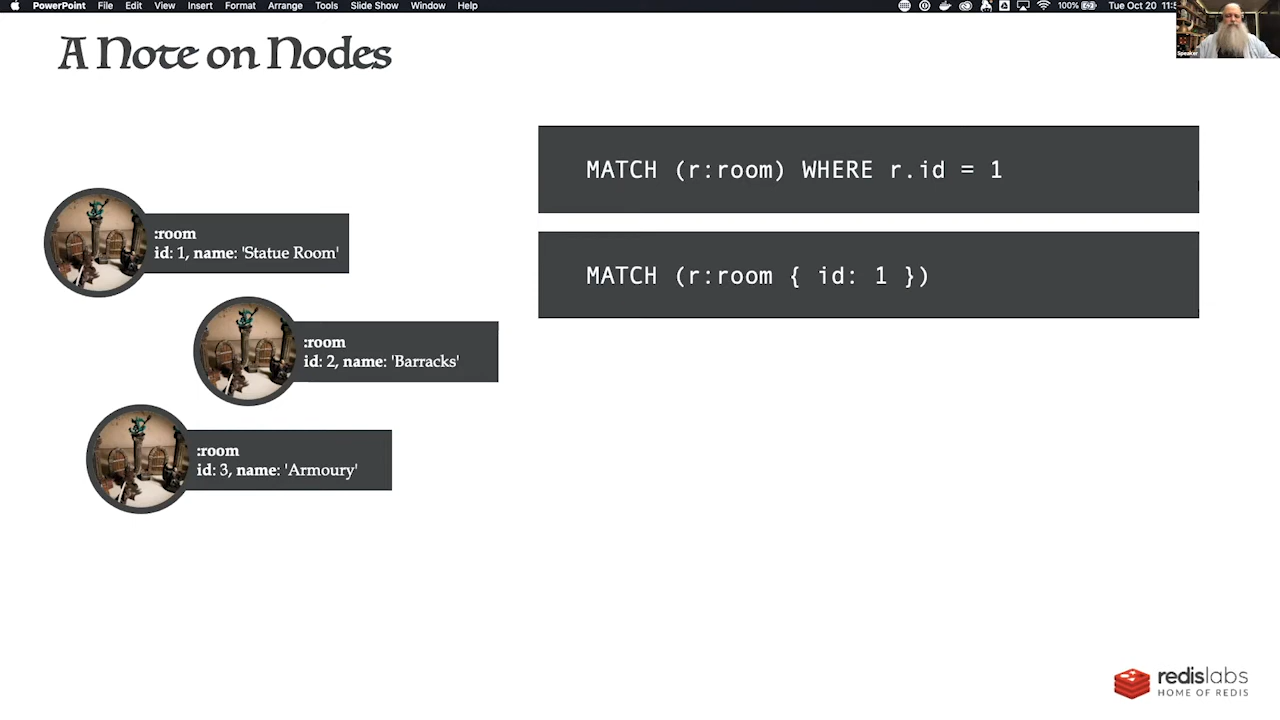 PowerPoint File Edit View Insert Format Arrange Tools Slide Show Window Help 100% Tue Oct 20
A Note on Nodes
Speaker
MATCH (r:room) WHERE r.id = 1
:room
id: 1, name: 'Statue Room'
MATCH (r:room { id: 1 })
:room
id: 2, name: 'Barracks'
:room
id: 3, name: 'Armoury'
redislabs
HOME OF REDIS